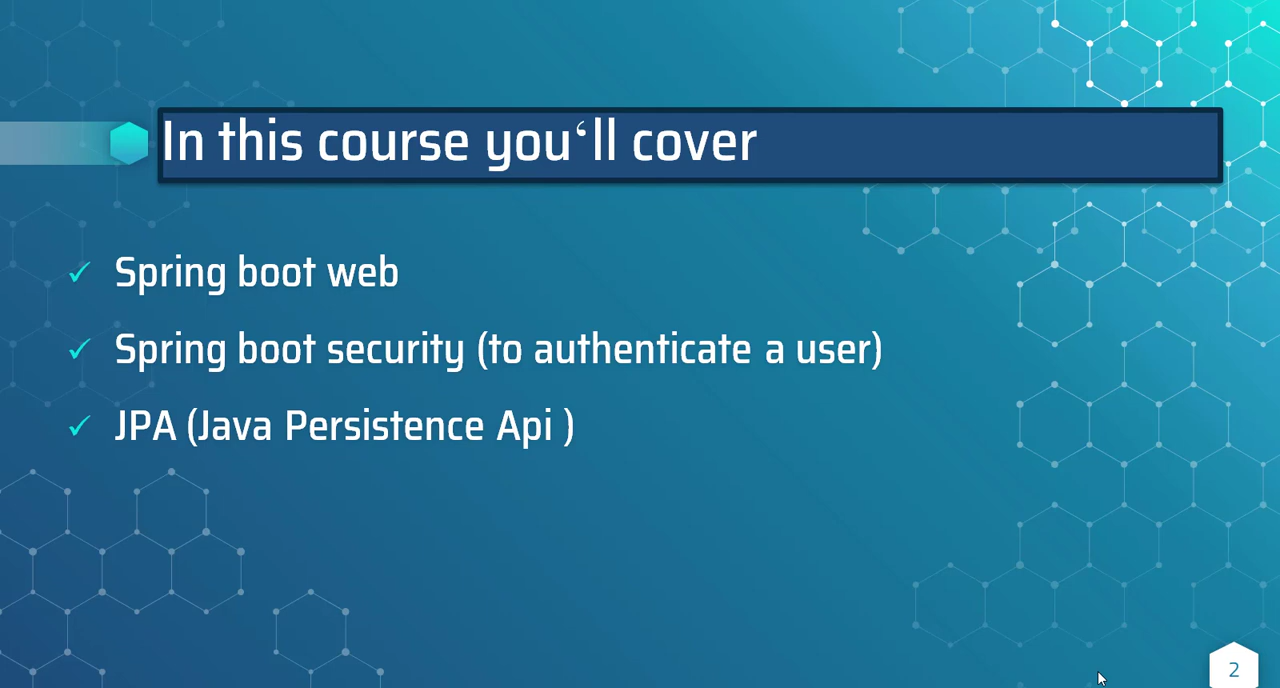 In this course you‘ll cover
✓ Spring boot web
✓ Spring boot security (to authenticate a user)
✓ JPA (Java Persistence Api )
2